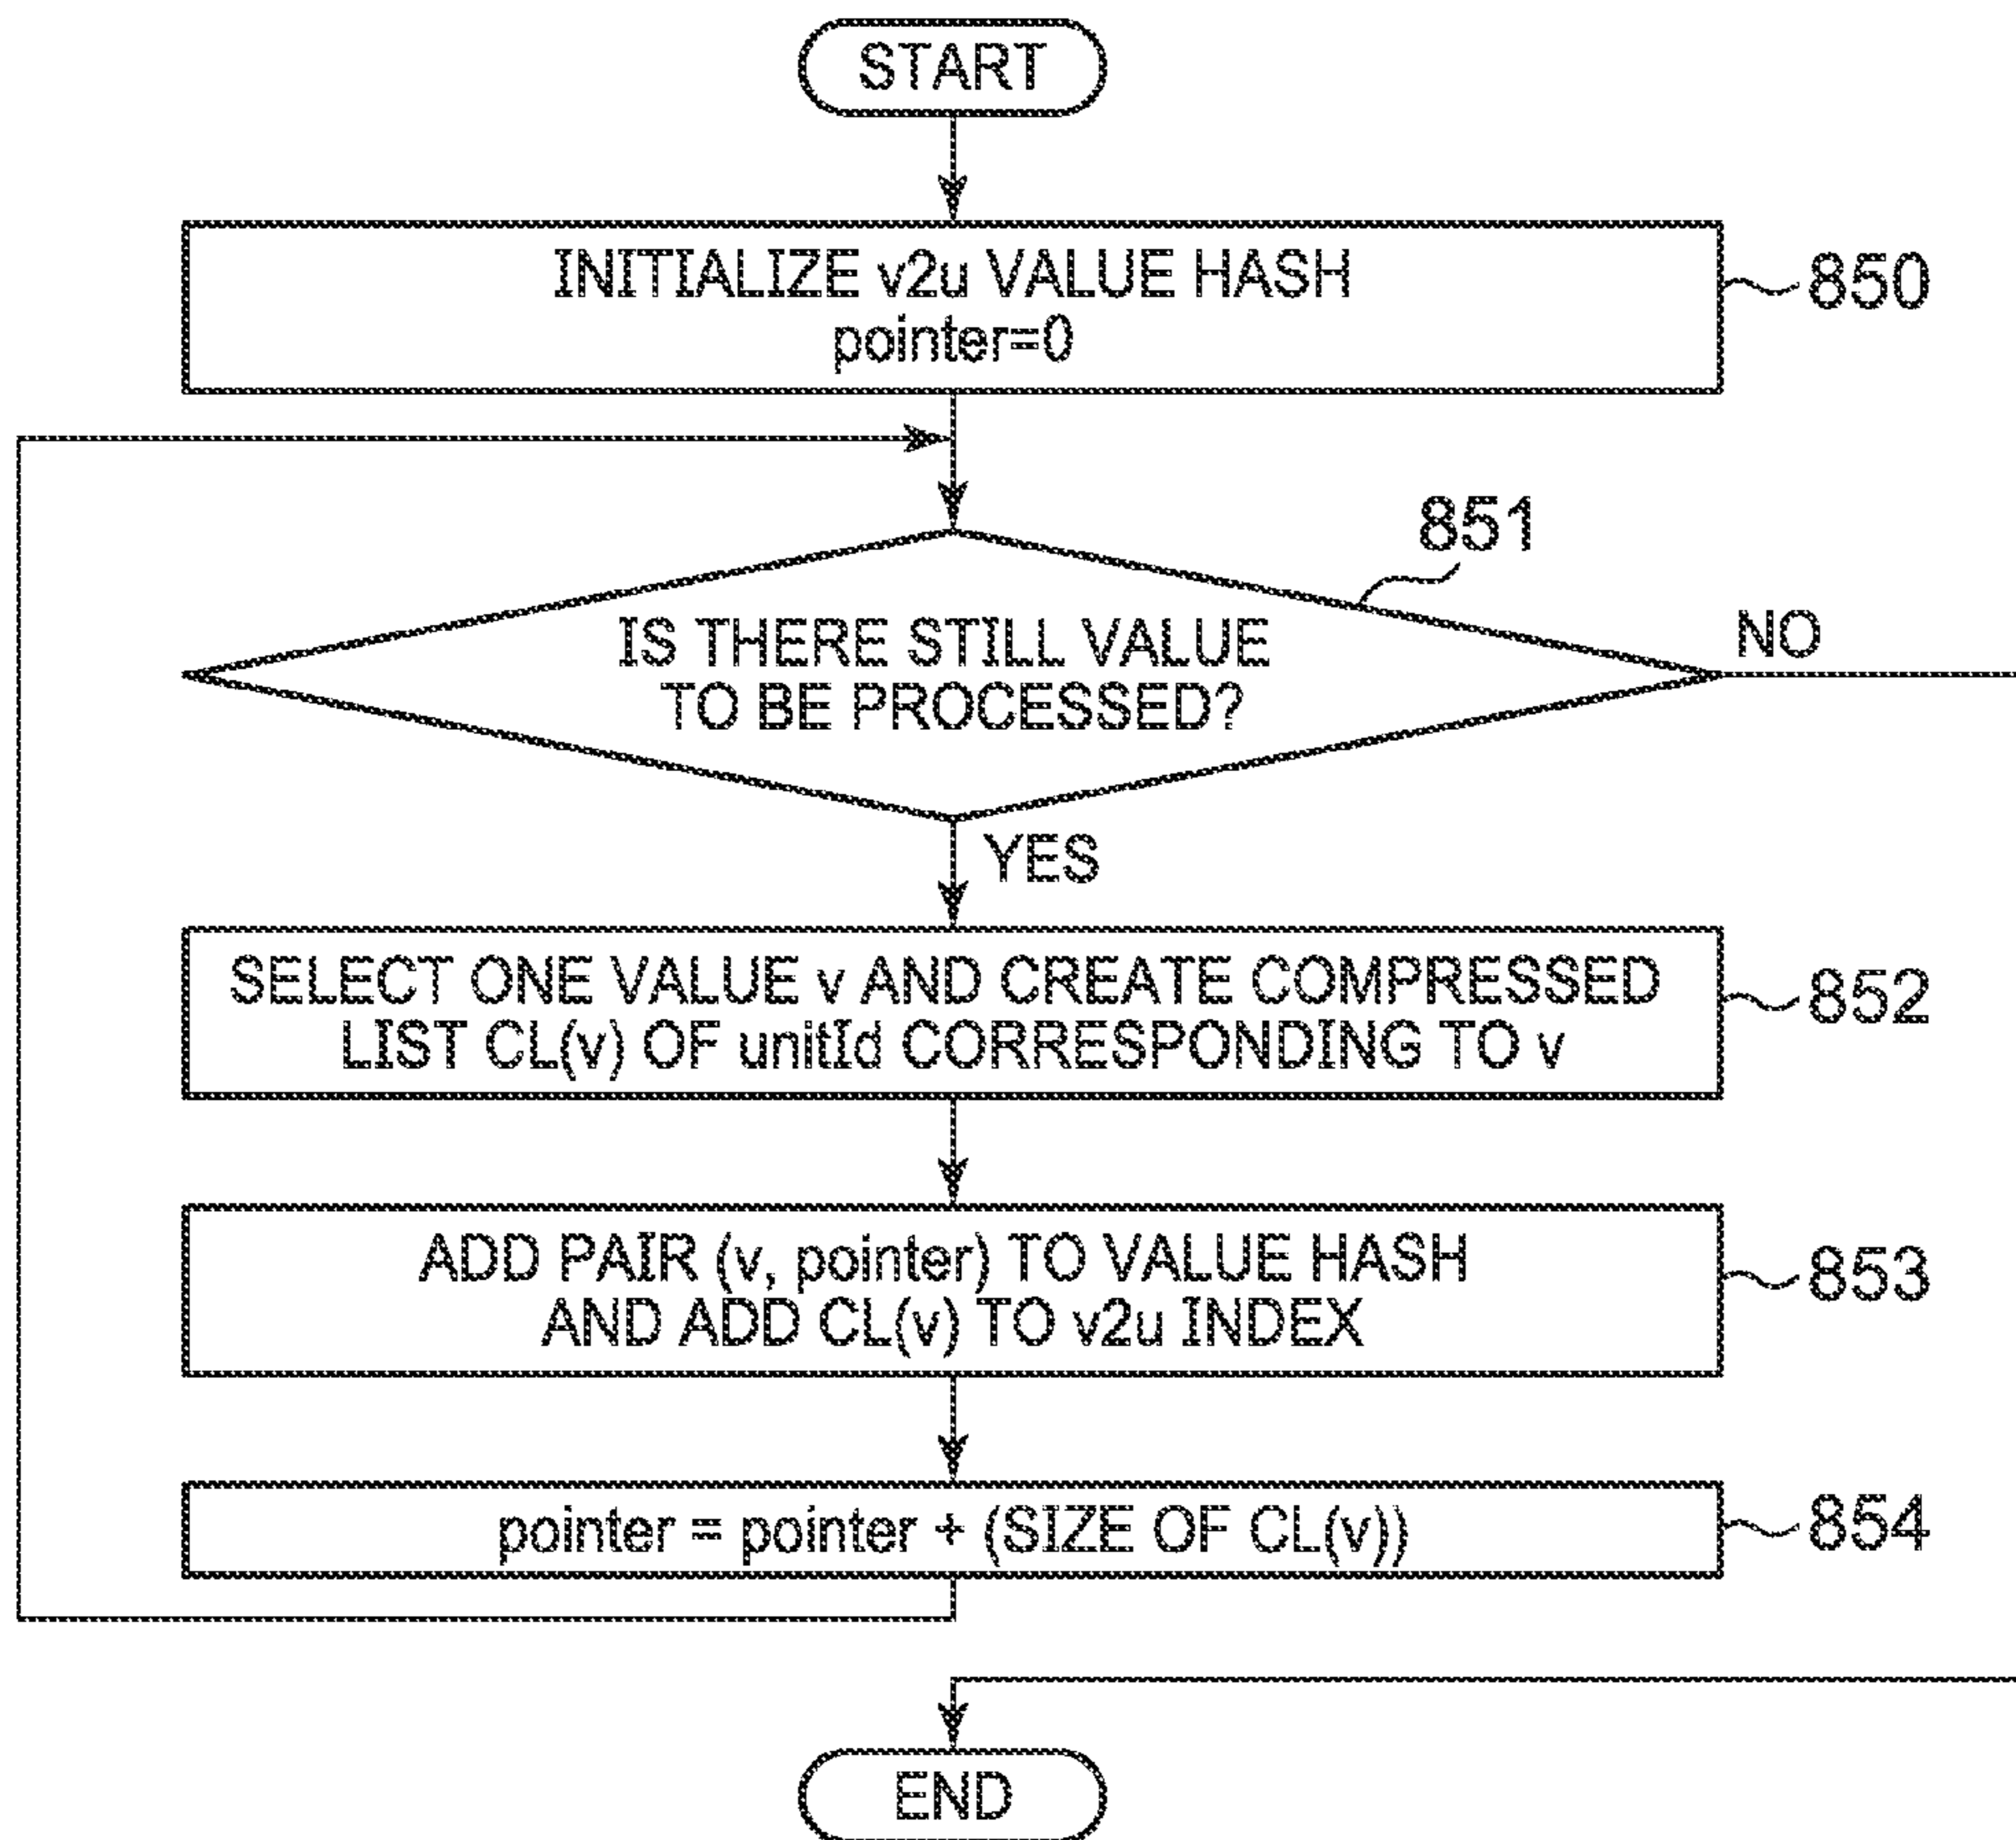 START
INITIALIZE v2u VALUE HASH
pointer=0
850
851
IS THERE STILL VALUE
TO BE PROCESSED?
NO
YES
SELECT ONE VALUE v AND CREATE COMPRESSED
LIST CL(v) OF unitId CORRESPONDING TO v
852
ADD PAIR (v, pointer) TO VALUE HASH
AND ADD CL(v) TO v2u INDEX
853
pointer = pointer + (SIZE OF CL(v))
854
END